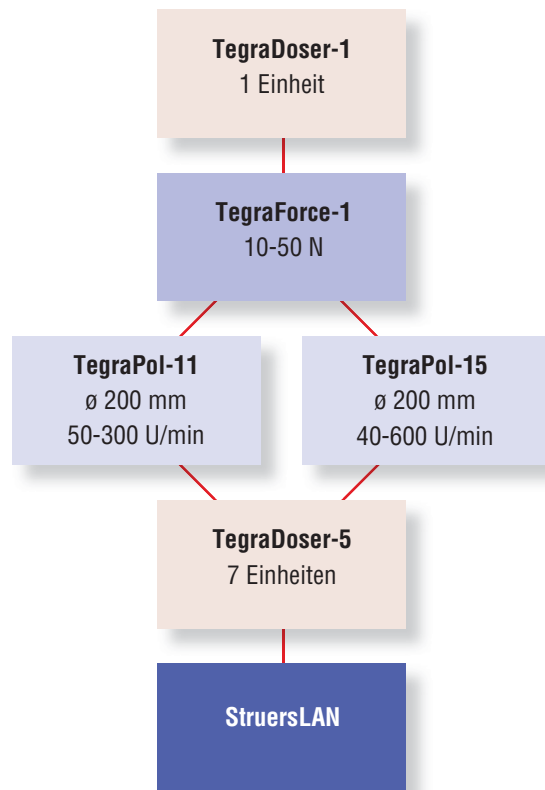 TegraDoser-1
1 Einheit
TegraForce-1
10-50 N
TegraPol-11
ø 200 mm
50-300 U/min
TegraPol-15
ø 200 mm
40-600 U/min
TegraDoser-5
7 Einheiten
StruersLAN